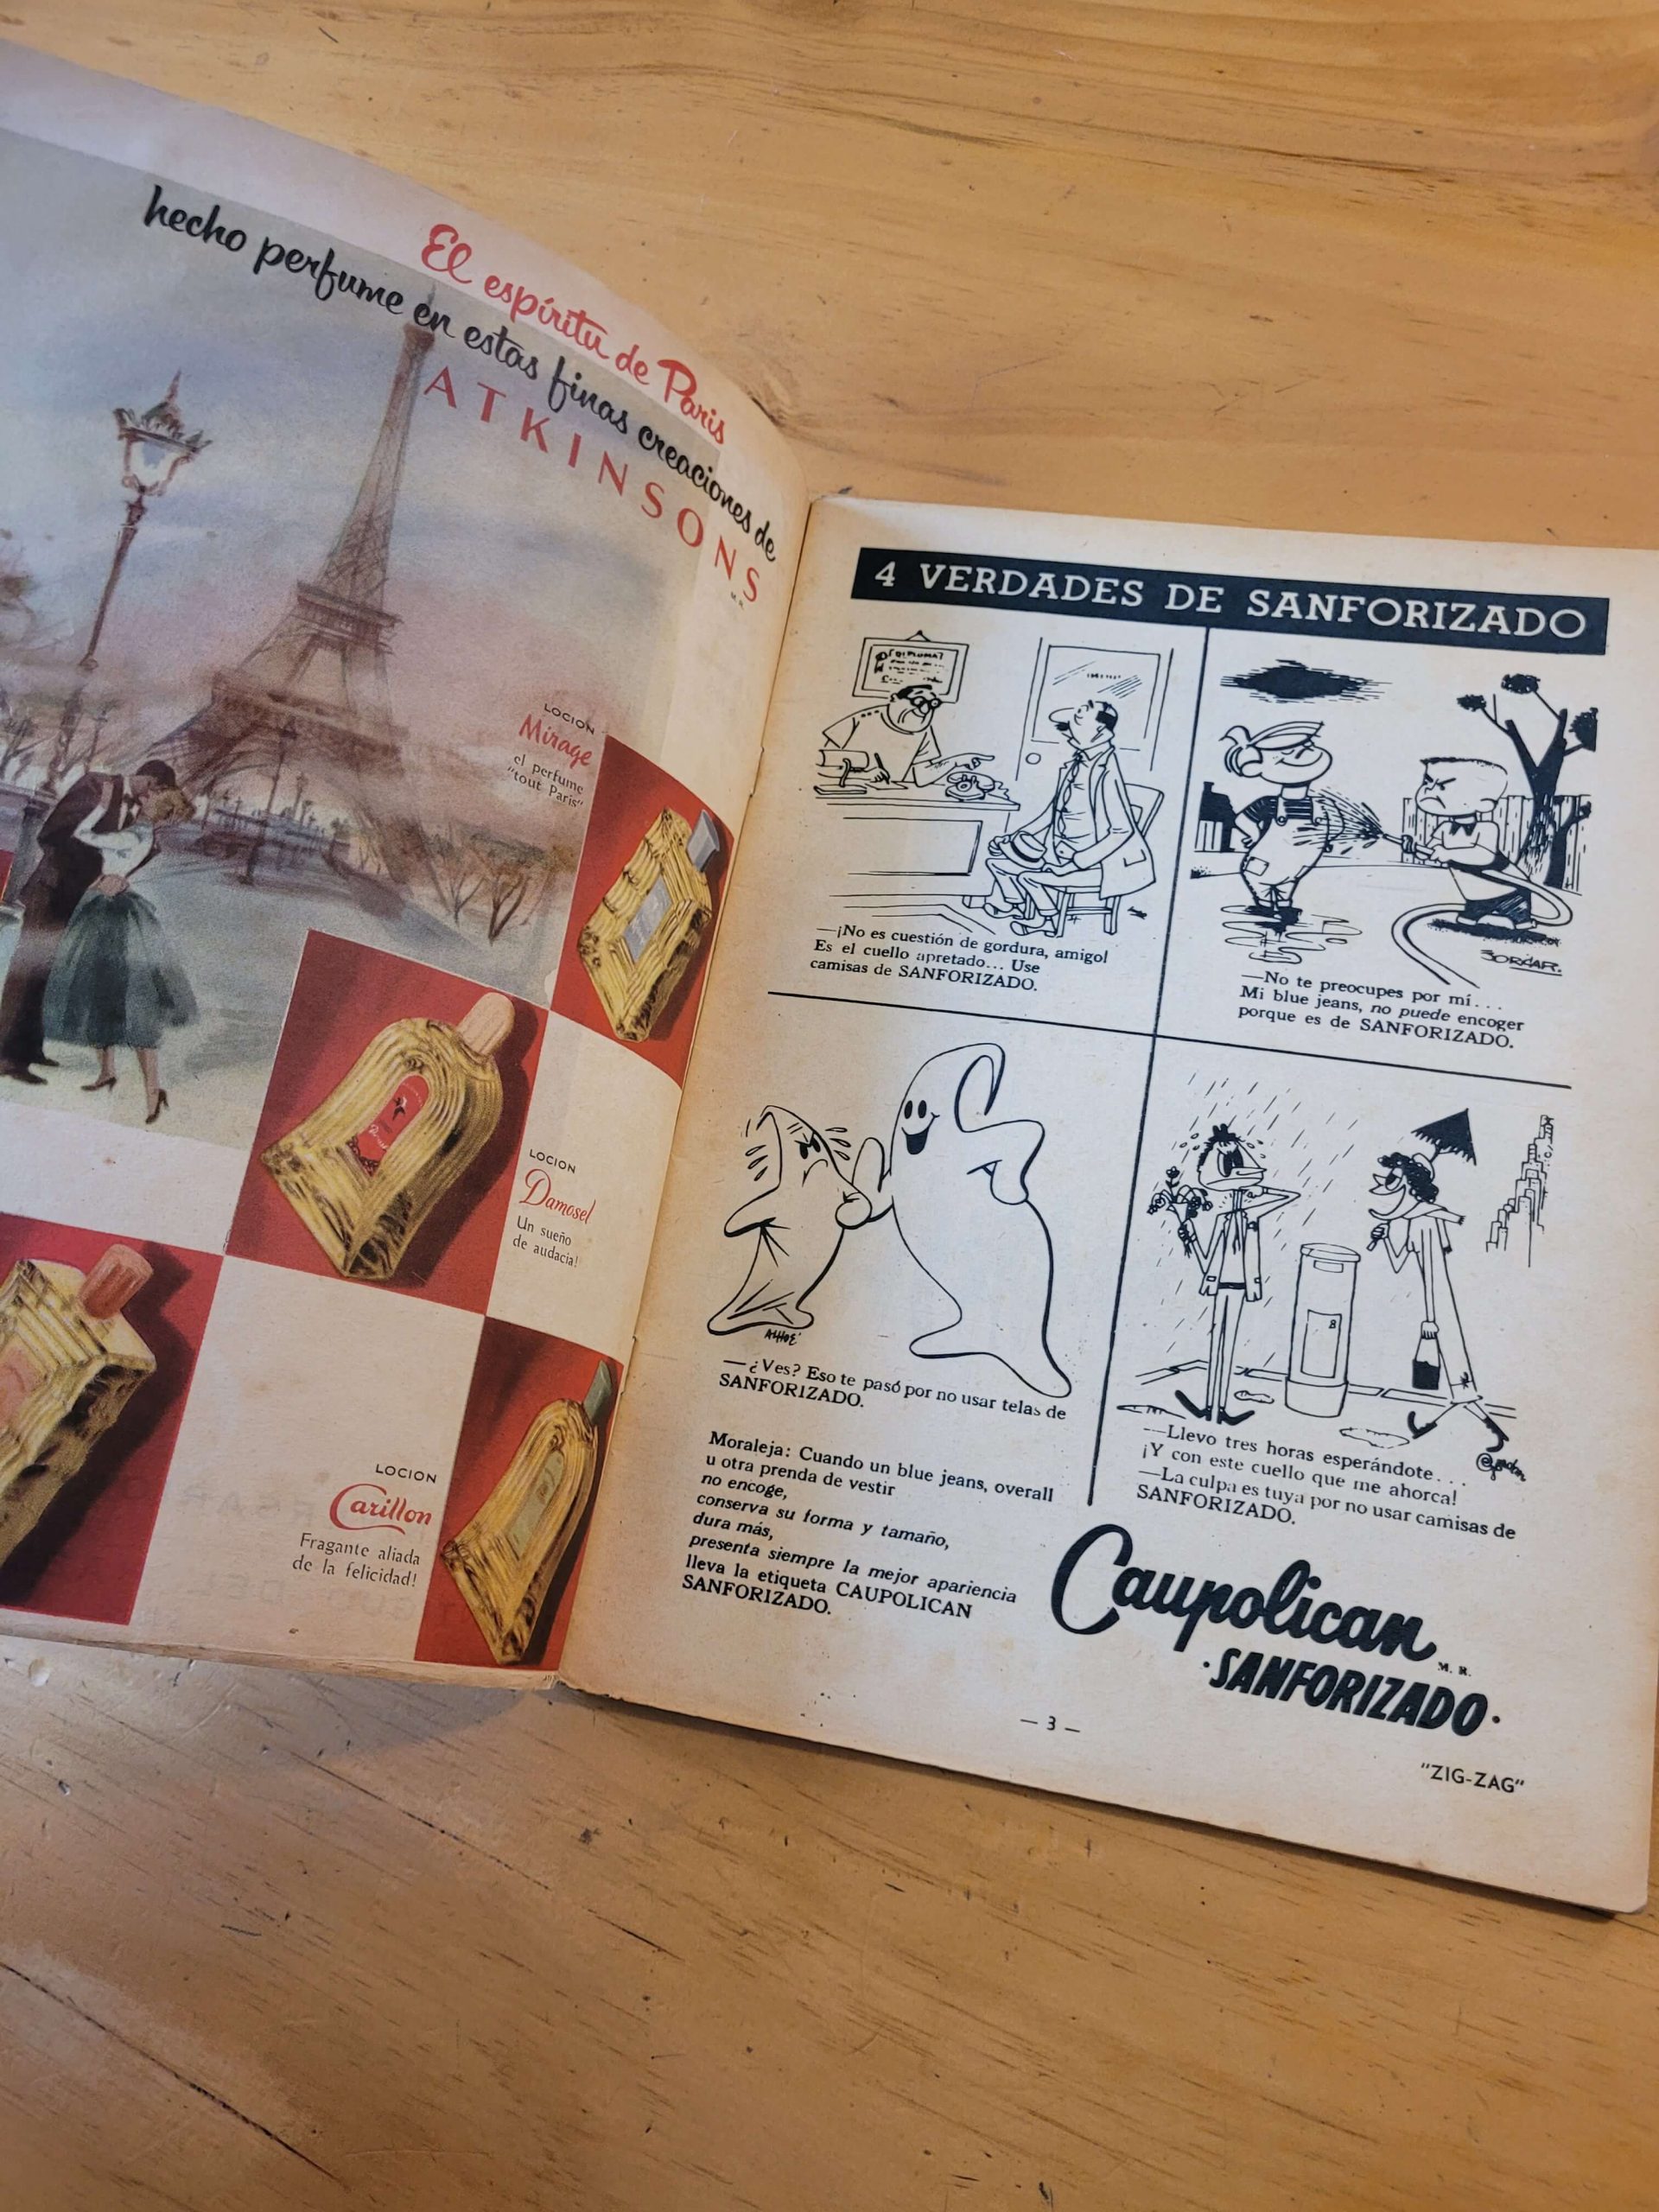 El espíritu de Paris
hecho perfume en estas finas creaciones de
ATKINSONS
M.R.
LOCION
Mirage
el perfume
"tout Paris"
LOCION
Damosel
Un sueño
de audacia!
LOCION
Carillon
Fragante aliada
de la felicidad!
4 VERDADES DE SANFORIZADO
DIPLOMA
—¡No es cuestión de gordura, amigo!
Es el cuello apretado... Use
camisas de SANFORIZADO.
—No te preocupes por mí...
Mi blue jeans, no puede encoger
porque es de SANFORIZADO.
—¿Ves? Eso te pasó por no usar telas de
SANFORIZADO.
—Llevo tres horas esperándote...
¡Y con este cuello que me ahorca!
—La culpa es tuya por no usar camisas de
SANFORIZADO.
Moraleja: Cuando un blue jeans, overall
u otra prenda de vestir
no encoge,
conserva su forma y tamaño,
dura más,
presenta siempre la mejor apariencia
lleva la etiqueta CAUPOLICAN
SANFORIZADO.
Caupolican
M. R.
·SANFORIZADO·
— 3 —
"ZIG-ZAG"